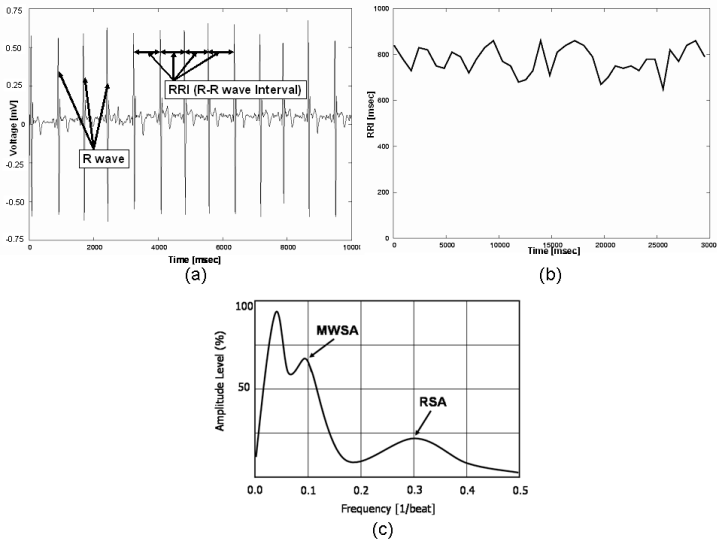 0.75
0.50
0.25
0
-0.25
-0.50
-0.75
Voltage [mV]
RRI (R-R wave Interval)
R wave
0
2000
4000
6000
8000
10000
Time [msec]
(a)
1000
800
600
400
200
0
RRI [msec]
0
5000
10000
15000
20000
25000
3000
Time [msec]
(b)
100
50
Amplitude Level (%)
MWSA
RSA
0.0
0.1
0.2
0.3
0.4
0.5
Frequency [1/beat]
(c)